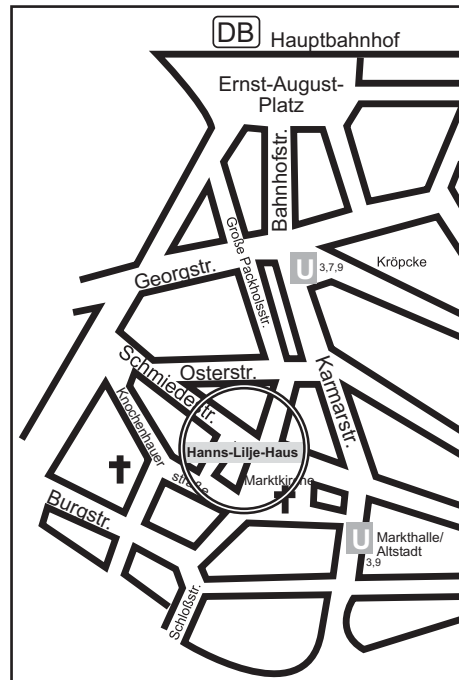 DB Hauptbahnhof
Ernst-August-
Platz
Bahnhofstr.
Große Packholsstr.
U 3,7,9
Kröpcke
Georgstr.
Schmiedestr.
Osterstr.
Karmarstr.
Knochenhauer
straße
Hanns-Lilje-Haus
Marktkirche
Burgstr.
U Markthalle/
Altstadt
3,9
Schloßstr.